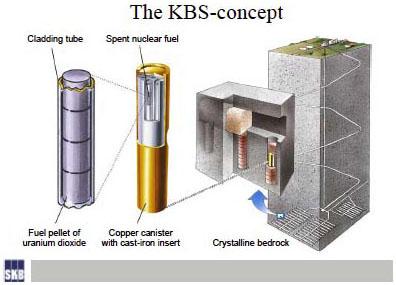 The KBS-concept
Cladding tube
Spent nuclear fuel
Fuel pellet of
uranium dioxide
Copper canister
with cast-iron insert
Crystalline bedrock
SKB